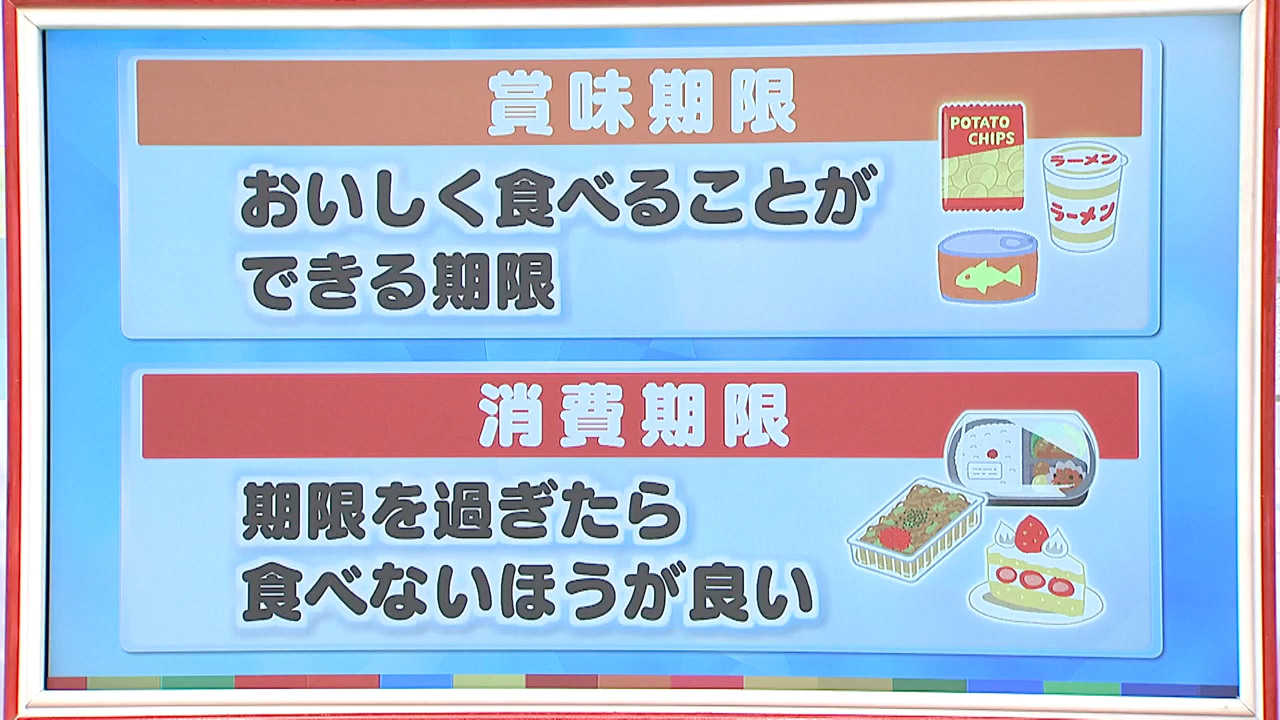 賞味期限
おいしく食べることが
できる期限
POTATO
CHIPS
ラーメン
ラーメン
消費期限
期限を過ぎたら
食べないほうが良い